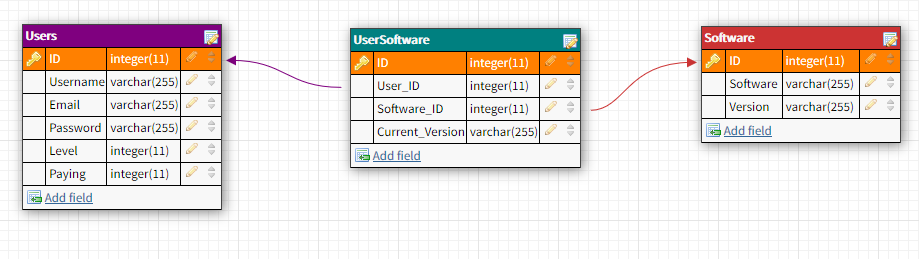 Users
ID integer(11)
Username varchar(255)
Email varchar(255)
Password varchar(255)
Level integer(11)
Paying integer(11)
Add field
UserSoftware
ID integer(11)
User_ID integer(11)
Software_ID integer(11)
Current_Version varchar(255)
Add field
Software
ID integer(11)
Software varchar(255)
Version varchar(255)
Add field